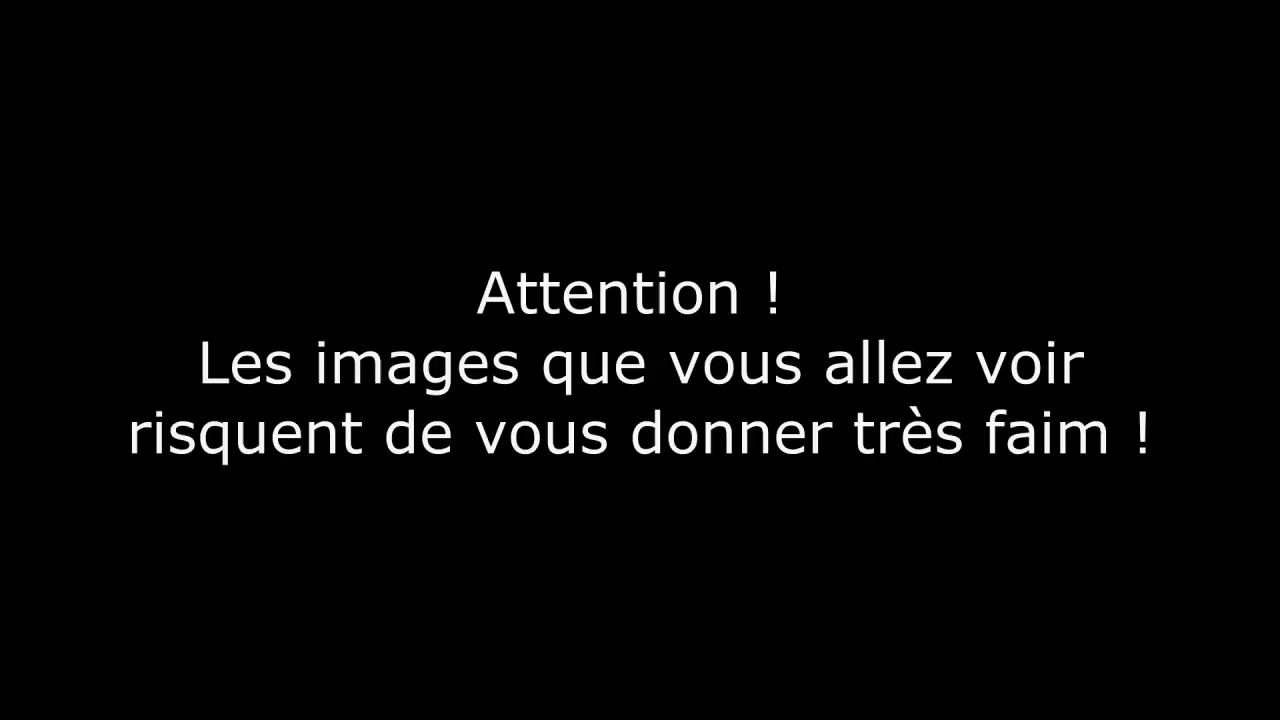 Attention !
Les images que vous allez voir
risquent de vous donner très faim !